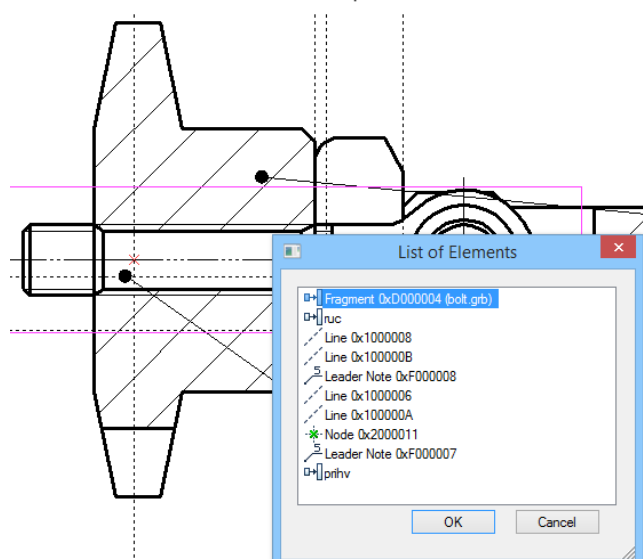 List of Elements
Fragment 0xD000004 (bolt.grb)
ruc
Line 0x1000008
Line 0x100000B
Leader Note 0xF000008
Line 0x1000006
Line 0x100000A
Node 0x2000011
Leader Note 0xF000007
prihv
OK Cancel